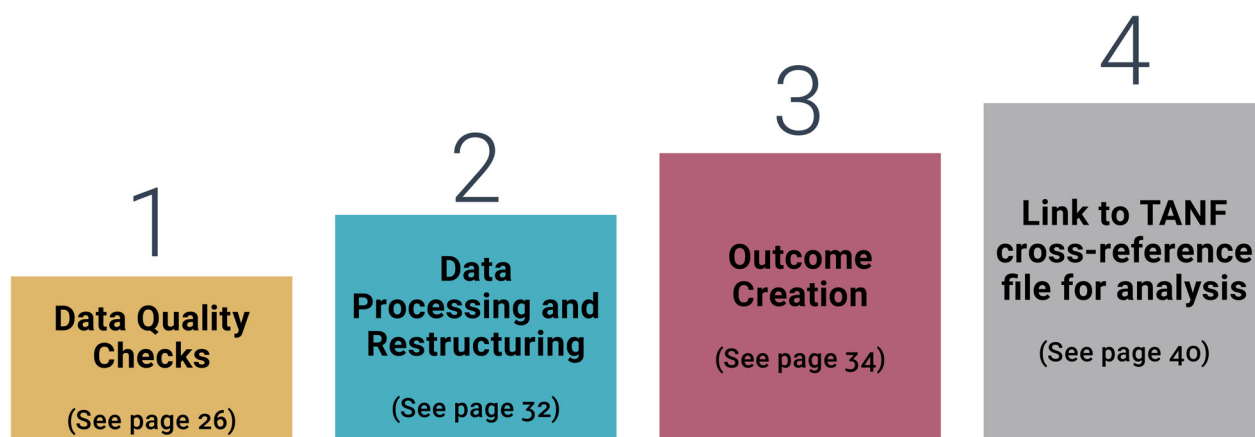 1
Data Quality
Checks
(See page 26)
2
Data
Processing and
Restructuring
(See page 32)
3
Outcome
Creation
(See page 34)
4
Link to TANF
cross-reference
file for analysis
(See page 40)